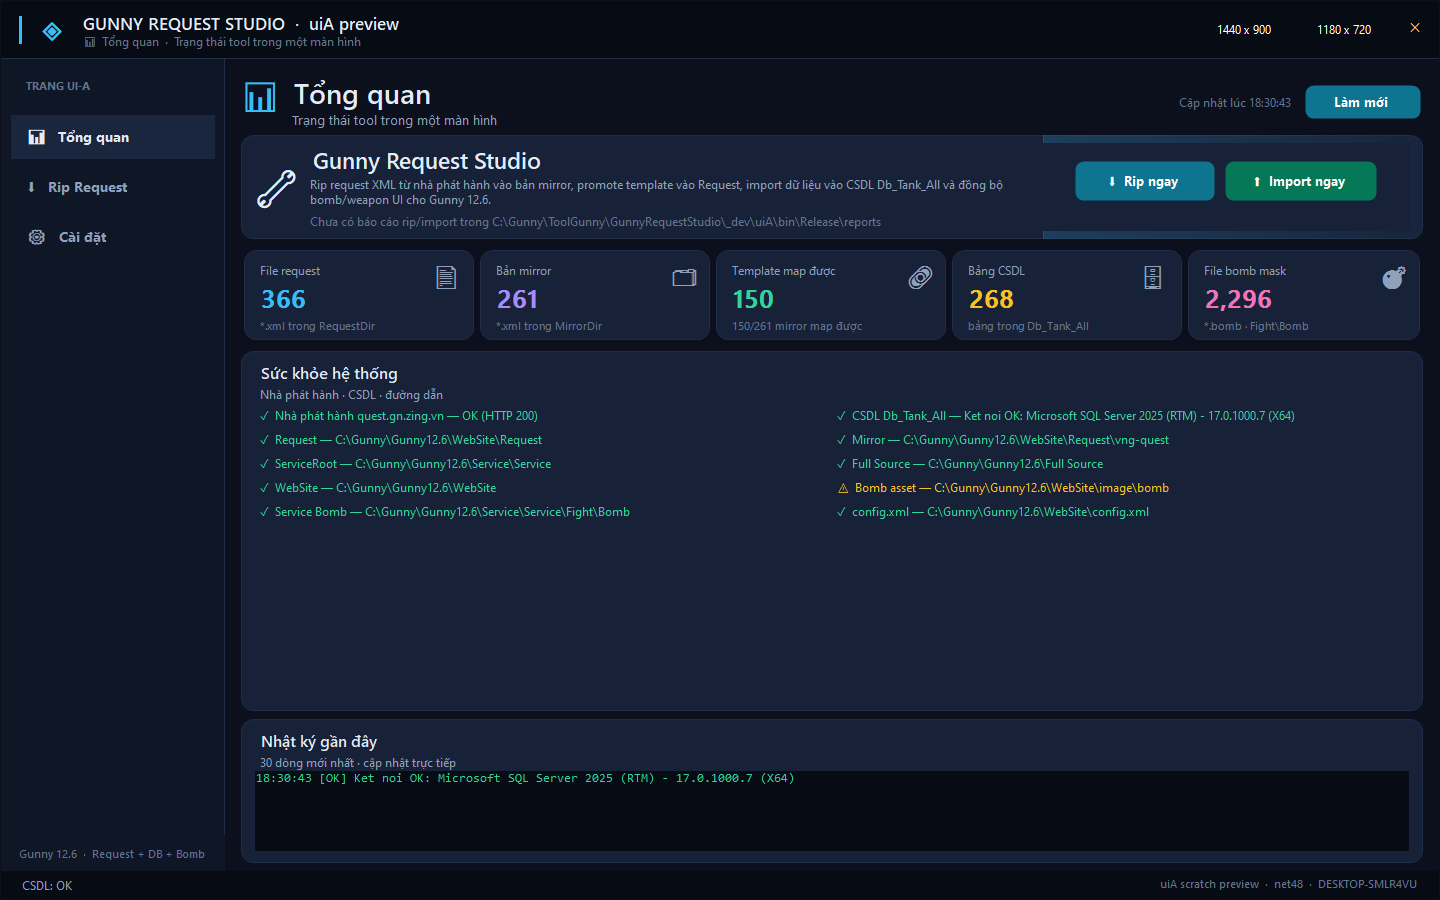 GUNNY REQUEST STUDIO · uiA preview
Tổng quan · Trạng thái tool trong một màn hình
1440 x 900
1180 x 720
TRANG UI-A
Tổng quan
Rip Request
Cài đặt
Tổng quan
Trạng thái tool trong một màn hình
Cập nhật lúc 18:30:43
Làm mới
Gunny Request Studio
Rip request XML từ nhà phát hành vào bản mirror, promote template vào Request, import dữ liệu vào CSDL Db_Tank_All và đồng bộ
bomb/weapon UI cho Gunny 12.6.
Chưa có báo cáo rip/import trong C:\Gunny\ToolGunny\GunnyRequestStudio\_dev\uiA\bin\Release\reports
Rip ngay
Import ngay
File request
366
*.xml trong RequestDir
Bản mirror
261
*.xml trong MirrorDir
Template map được
150
150/261 mirror map được
Bảng CSDL
268
bảng trong Db_Tank_All
File bomb mask
2,296
*.bomb · Fight\Bomb
Sức khỏe hệ thống
Nhà phát hành · CSDL · đường dẫn
✓ Nhà phát hành quest.gn.zing.vn — OK (HTTP 200)
✓ CSDL Db_Tank_All — Ket noi OK: Microsoft SQL Server 2025 (RTM) - 17.0.1000.7 (X64)
✓ Request — C:\Gunny\Gunny12.6\WebSite\Request
✓ Mirror — C:\Gunny\Gunny12.6\WebSite\Request\vng-quest
✓ ServiceRoot — C:\Gunny\Gunny12.6\Service\Service
✓ Full Source — C:\Gunny\Gunny12.6\Full Source
✓ WebSite — C:\Gunny\Gunny12.6\WebSite
⚠ Bomb asset — C:\Gunny\Gunny12.6\WebSite\image\bomb
✓ Service Bomb — C:\Gunny\Gunny12.6\Service\Service\Fight\Bomb
✓ config.xml — C:\Gunny\Gunny12.6\WebSite\config.xml
Nhật ký gần đây
30 dòng mới nhất · cập nhật trực tiếp
18:30:43 [OK] Ket noi OK: Microsoft SQL Server 2025 (RTM) - 17.0.1000.7 (X64)
Gunny 12.6 · Request + DB + Bomb
CSDL: OK
uiA scratch preview · net48 · DESKTOP-SMLR4VU